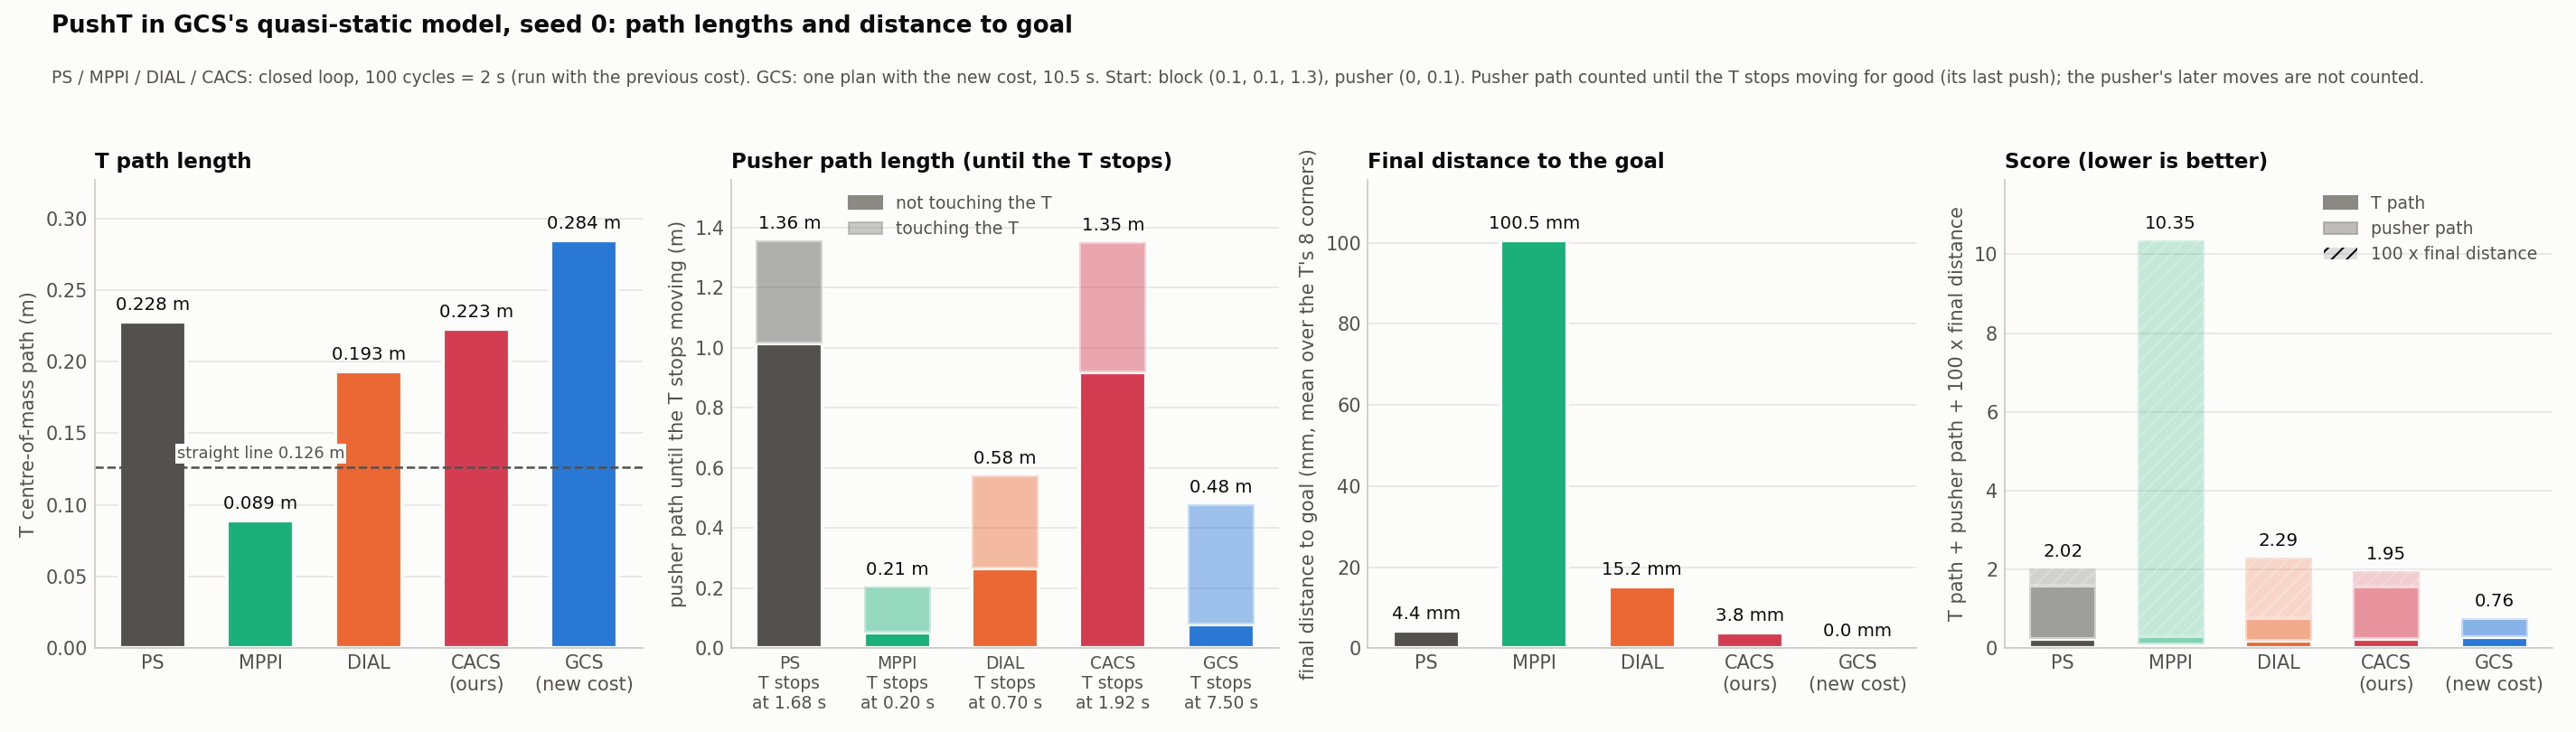 PushT in GCS's quasi-static model, seed 0: path lengths and distance to goal
PS / MPPI / DIAL / CACS: closed loop, 100 cycles = 2 s (run with the previous cost). GCS: one plan with the new cost, 10.5 s. Start: block (0.1, 0.1, 1.3), pusher (0, 0.1). Pusher path counted until the T stops moving for good (its last push); the pusher's later moves are not counted.
T path length
T centre-of-mass path (m)
0.30
0.25
0.20
0.15
0.10
0.05
0.00
0.228 m
0.089 m
0.193 m
0.223 m
0.284 m
straight line 0.126 m
PS
MPPI
DIAL
CACS
(ours)
GCS
(new cost)
Pusher path length (until the T stops)
pusher path until the T stops moving (m)
not touching the T
touching the T
1.4
1.2
1.0
0.8
0.6
0.4
0.2
0.0
1.36 m
0.21 m
0.58 m
1.35 m
0.48 m
PS
T stops
at 1.68 s
MPPI
T stops
at 0.20 s
DIAL
T stops
at 0.70 s
CACS
T stops
at 1.92 s
GCS
T stops
at 7.50 s
Final distance to the goal
final distance to goal (mm, mean over the T's 8 corners)
100
80
60
40
20
0
4.4 mm
100.5 mm
15.2 mm
3.8 mm
0.0 mm
PS
MPPI
DIAL
CACS
(ours)
GCS
(new cost)
Score (lower is better)
T path + pusher path + 100 x final distance
T path
pusher path
100 x final distance
10
8
6
4
2
0
2.02
10.35
2.29
1.95
0.76
PS
MPPI
DIAL
CACS
(ours)
GCS
(new cost)